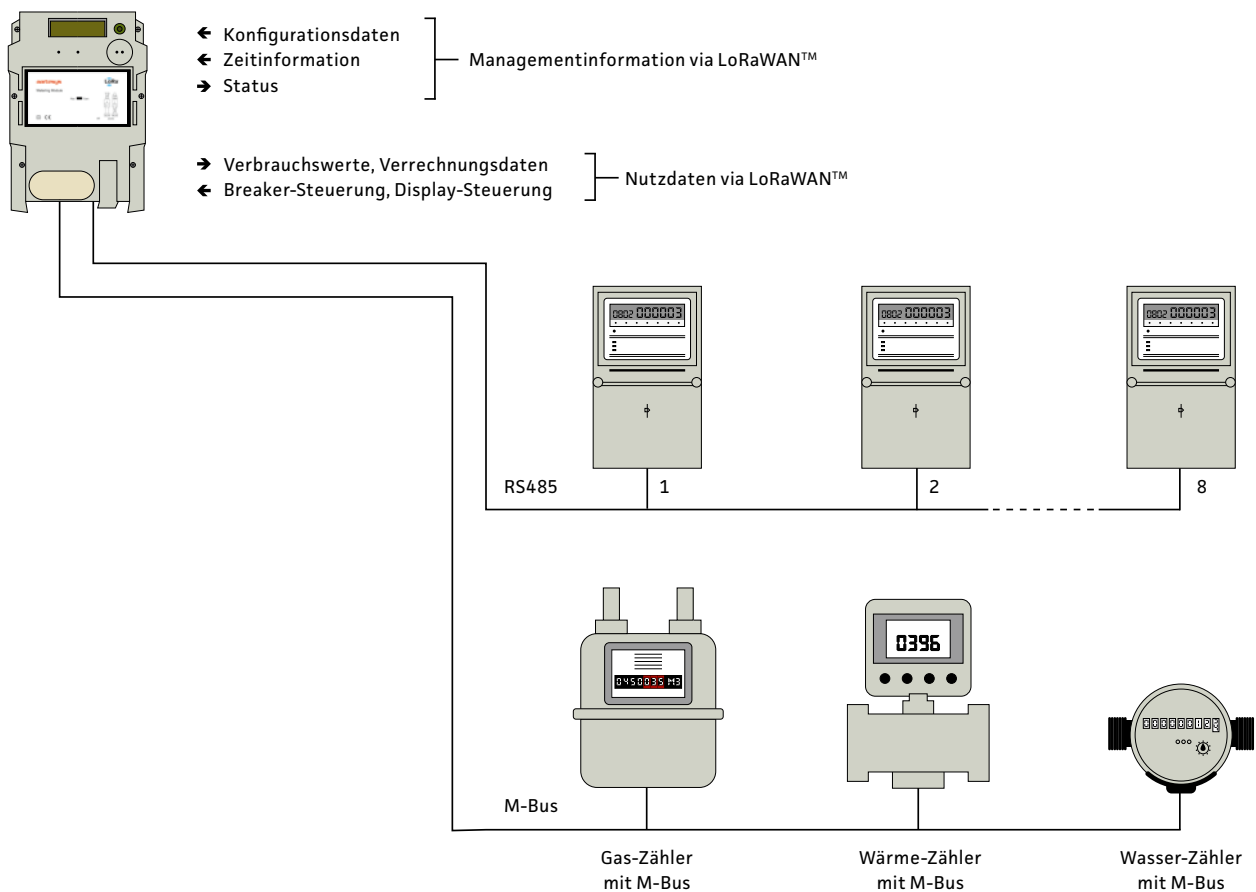 ← Konfigurationsdaten
← Zeitinformation
→ Status
Managementinformation via LoRaWAN™
→ Verbrauchswerte, Verrechnungsdaten
← Breaker-Steuerung, Display-Steuerung
Nutzdaten via LoRaWAN™
LoRa
0802 000003
0802 000003
0802 000003
RS485
1
2
8
0450035 M3
0396
M-Bus
Gas-Zähler
mit M-Bus
Wärme-Zähler
mit M-Bus
Wasser-Zähler
mit M-Bus